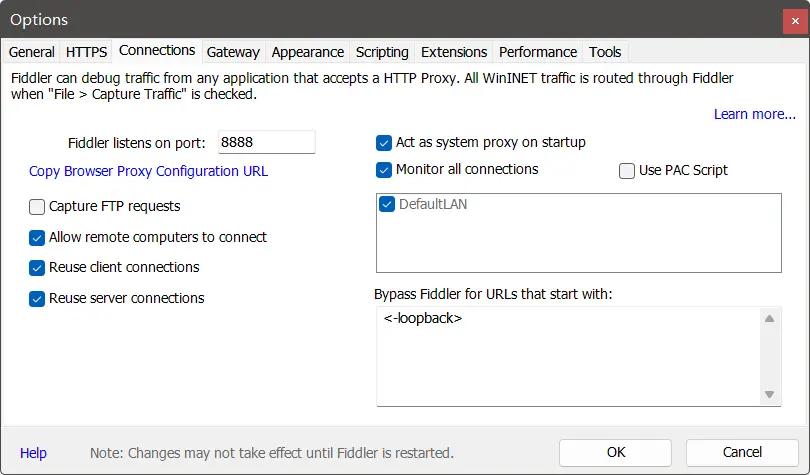 Options
General HTTPS Connections Gateway Appearance Scripting Extensions Performance Tools
Fiddler can debug traffic from any application that accepts a HTTP Proxy. All WinINET traffic is routed through Fiddler
when "File > Capture Traffic" is checked.
Learn more...
Fiddler listens on port: 8888
Copy Browser Proxy Configuration URL
Capture FTP requests
Allow remote computers to connect
Reuse client connections
Reuse server connections
Act as system proxy on startup
Monitor all connections Use PAC Script
DefaultLAN
Bypass Fiddler for URLs that start with:
<-loopback>
Help Note: Changes may not take effect until Fiddler is restarted. OK Cancel